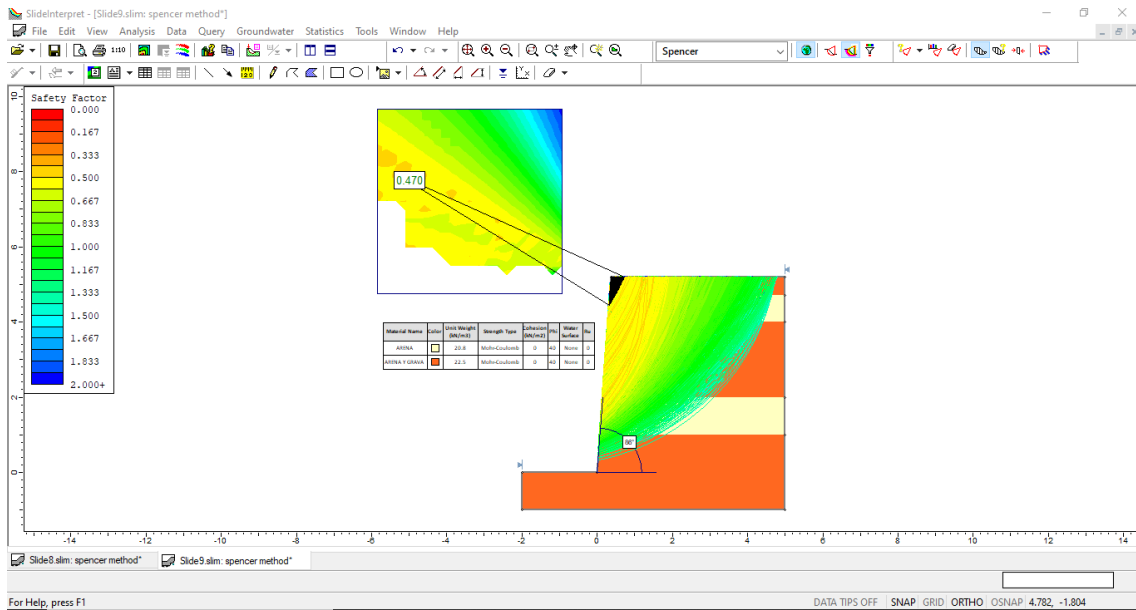 SlideInterpret - [Slide9.slim: spencer method*]
File Edit View Analysis Data Query Groundwater Statistics Tools Window Help
1:10
Spencer
Safety Factor
0.000
0.167
0.333
0.500
0.667
0.833
1.000
1.167
1.333
1.500
1.667
1.833
2.000+
10
8
6
4
2
0
0.470
Material Name Color Unit Weight (kN/m3) Strength Type Cohesion (kN/m2) Phi Water Surface Ru
ARENA 20.8 Mohr-Coulomb 0 40 None 0
ARENA Y GRAVA 22.5 Mohr-Coulomb 0 40 None 0
86°
-14 -12 -10 -8 -6 -4 -2 0 2 4 6 8 10 12 14
Slide8.slim: spencer method* Slide9.slim: spencer method*
For Help, press F1 DATA TIPS OFF SNAP GRID ORTHO OSNAP 4.782, -1.804